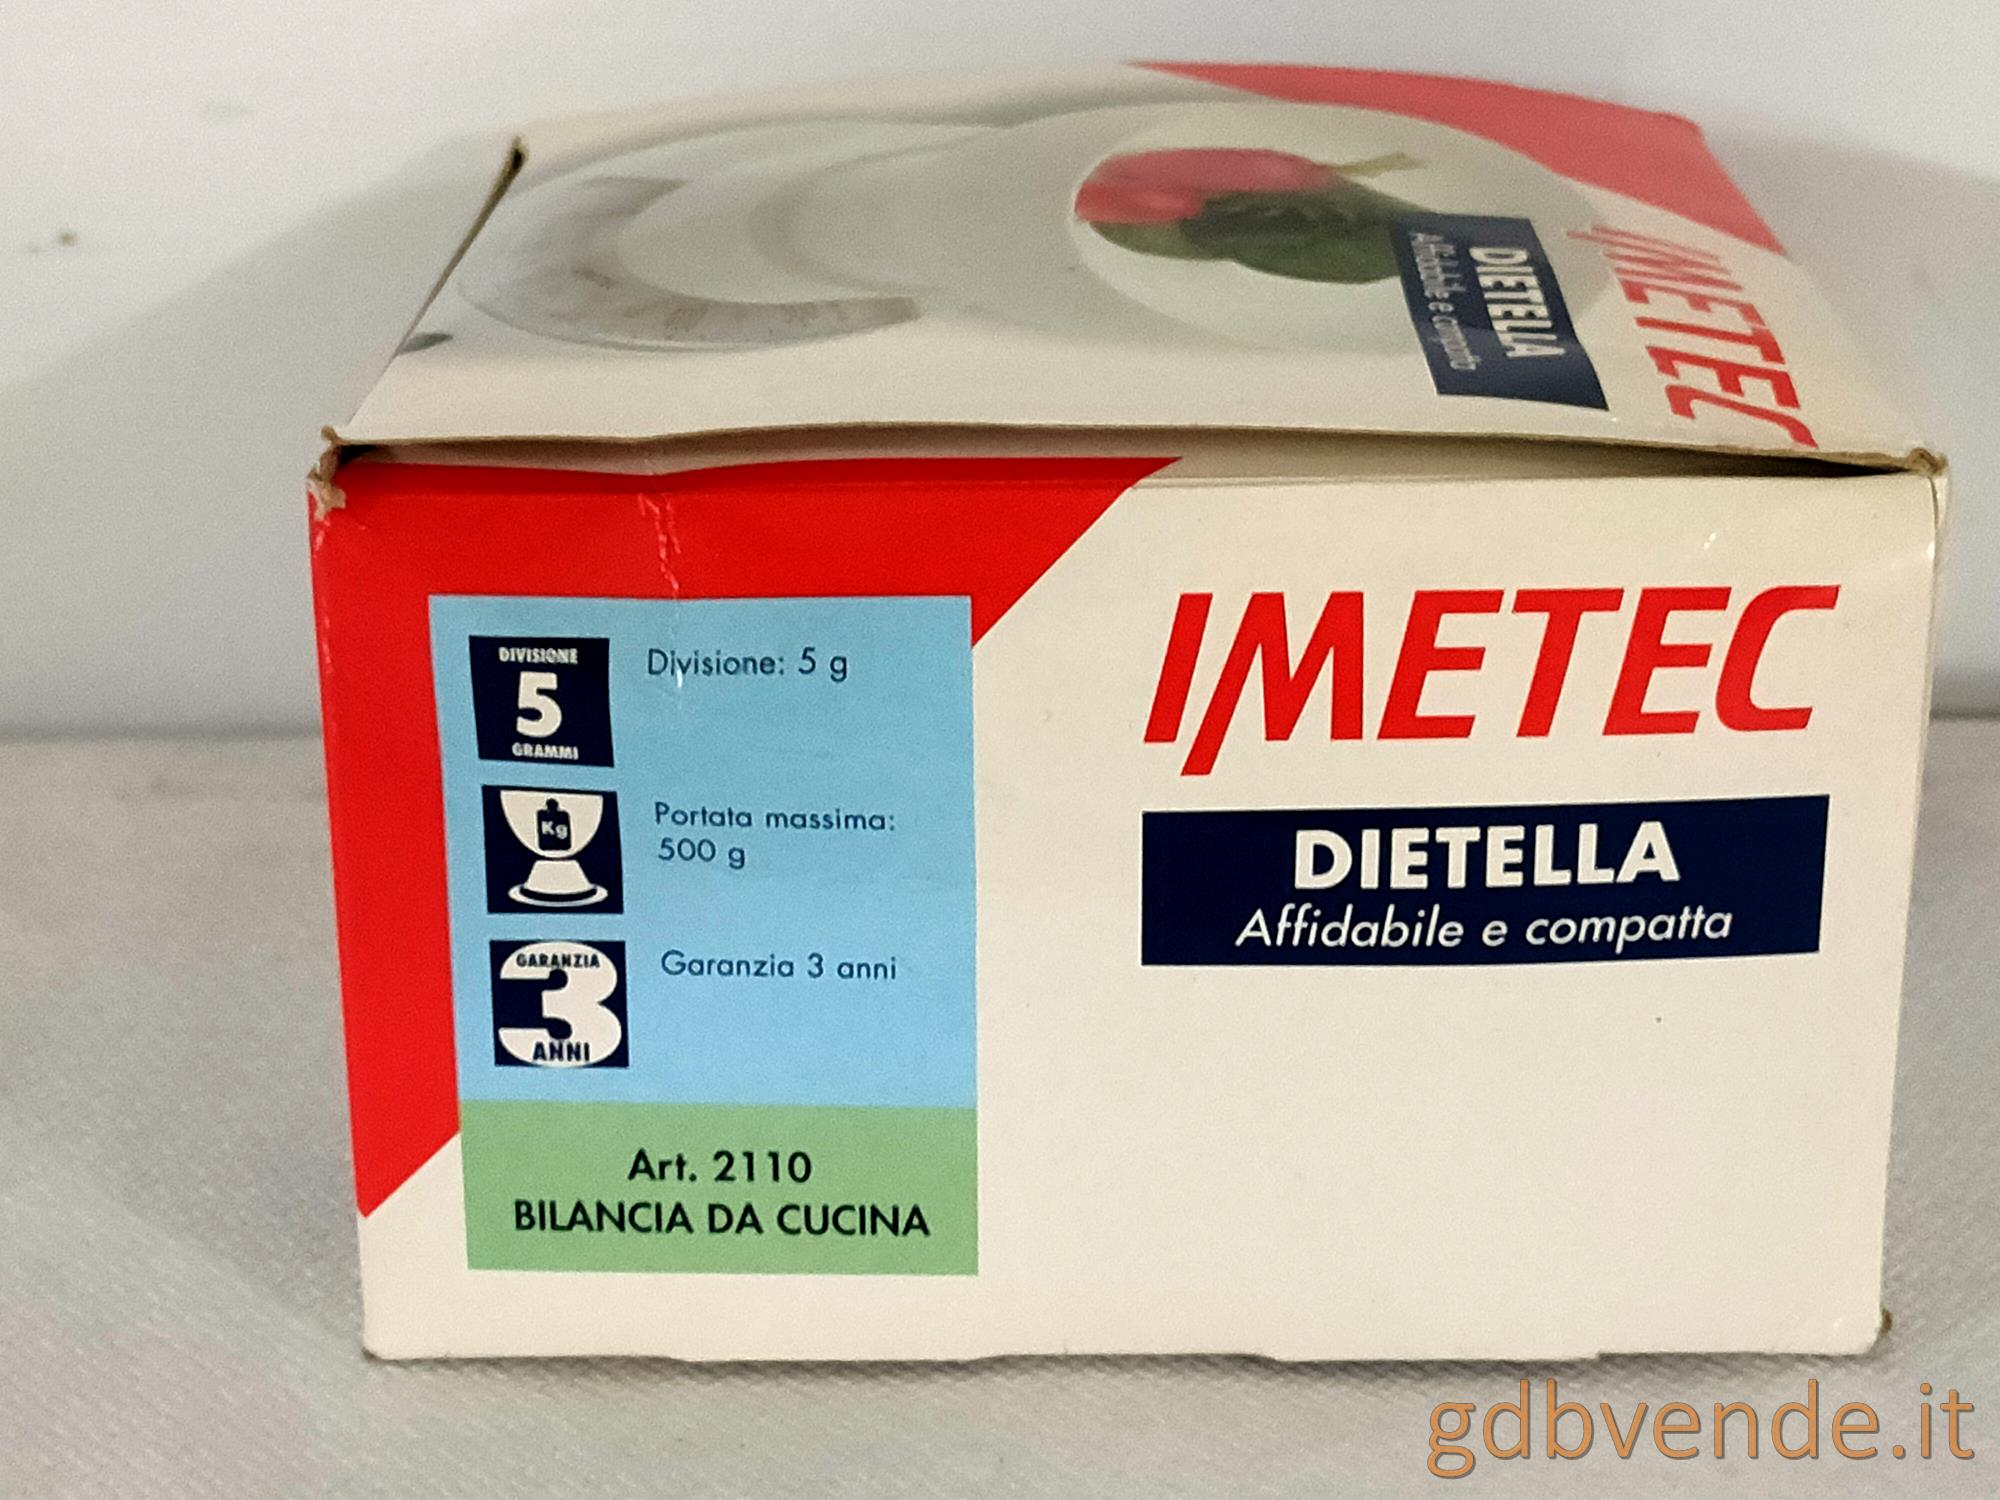 IMETEC
DIETELLA
Affidabile e compatta
DIVISIONE
5
GRAMMI
Divisione: 5 g
Kg
Portata massima:
500 g
GARANZIA
3
ANNI
Garanzia 3 anni
Art. 2110
BILANCIA DA CUCINA
IMETEC
DIETELLA
Affidabile e compatta
gdbvende.it